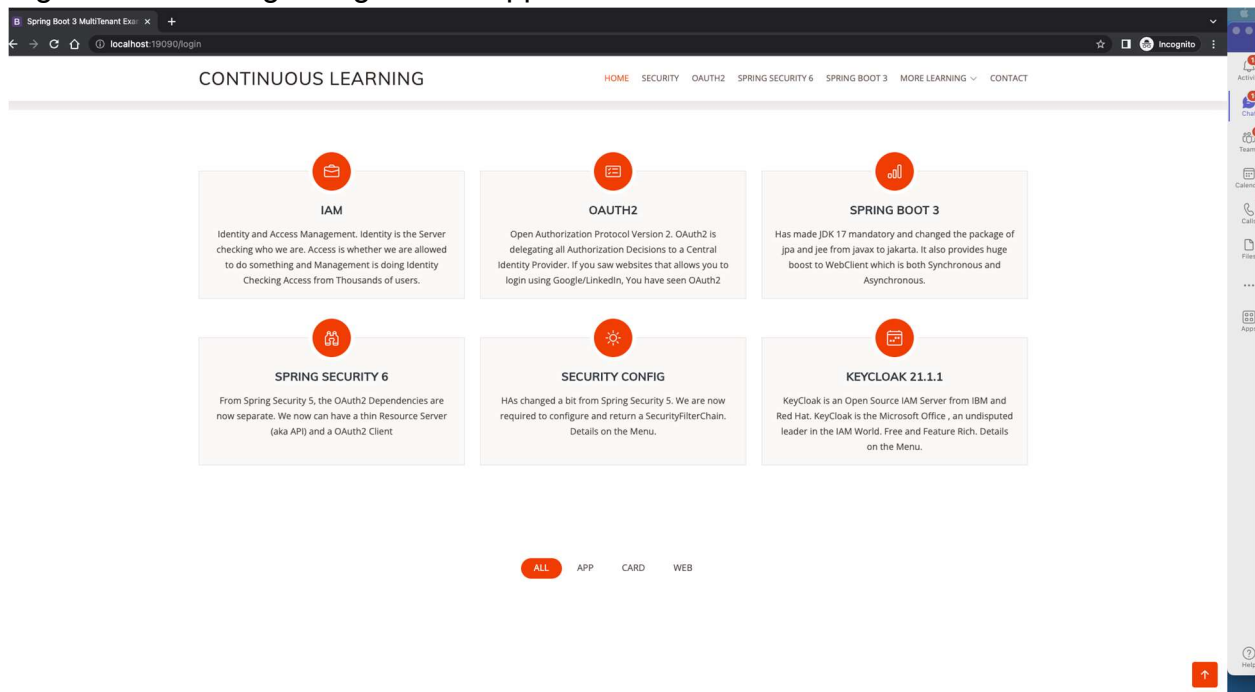 B Spring Boot 3 MultiTenant Exar × +
localhost:19090/login
Incognito
CONTINUOUS LEARNING
HOME SECURITY OAUTH2 SPRING SECURITY 6 SPRING BOOT 3 MORE LEARNING CONTACT
IAM
Identity and Access Management. Identity is the Server
checking who we are. Access is whether we are allowed
to do something and Management is doing Identity
Checking Access from Thousands of users.
OAUTH2
Open Authorization Protocol Version 2. OAuth2 is
delegating all Authorization Decisions to a Central
Identity Provider. If you saw websites that allows you to
login using Google/LinkedIn, You have seen OAuth2
SPRING BOOT 3
Has made JDK 17 mandatory and changed the package of
jpa and jee from javax to jakarta. It also provides huge
boost to WebClient which is both Synchronous and
Asynchronous.
SPRING SECURITY 6
From Spring Security 5, the OAuth2 Dependencies are
now separate. We now can have a thin Resource Server
(aka API) and a OAuth2 Client
SECURITY CONFIG
HAs changed a bit from Spring Security 5. We are now
required to configure and return a SecurityFilterChain.
Details on the Menu.
KEYCLOAK 21.1.1
KeyCloak is an Open Source IAM Server from IBM and
Red Hat. KeyCloak is the Microsoft Office , an undisputed
leader in the IAM World. Free and Feature Rich. Details
on the Menu.
ALL APP CARD WEB
Activi
Chat
Team
Calend
Calls
Files
Apps
Help